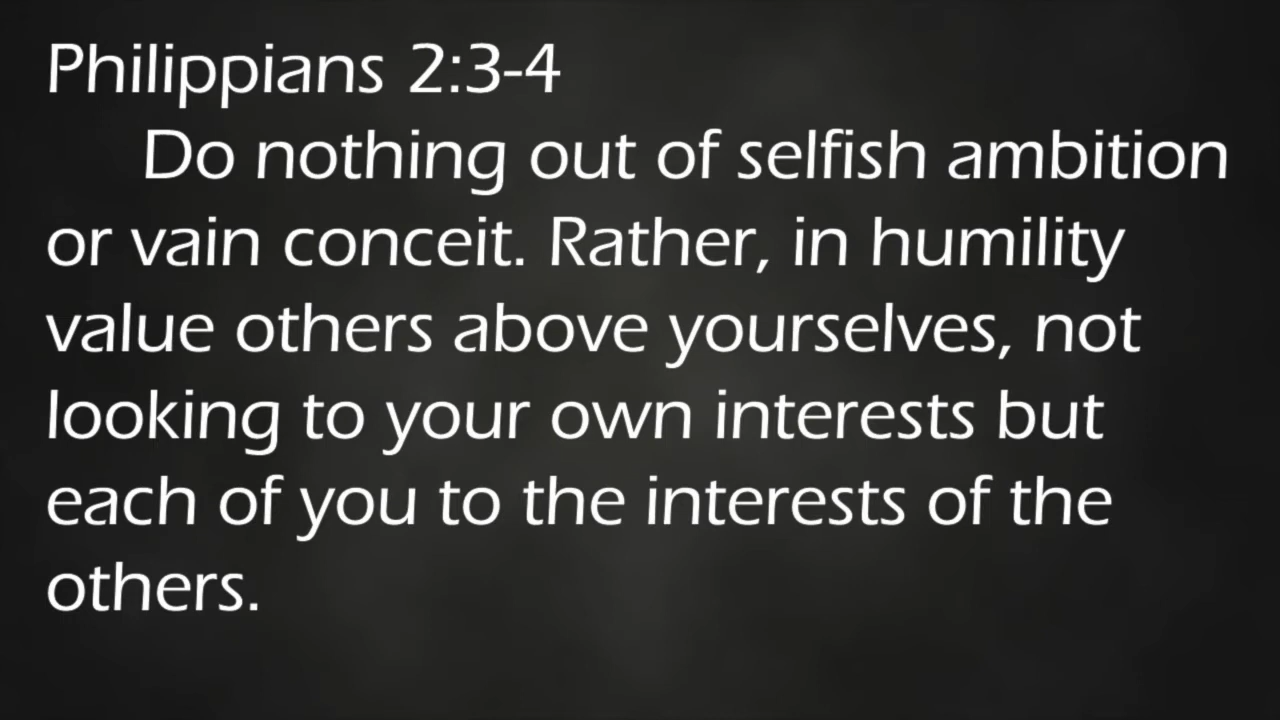 Philippians 2:3-4
Do nothing out of selfish ambition
or vain conceit. Rather, in humility
value others above yourselves, not
looking to your own interests but
each of you to the interests of the
others.